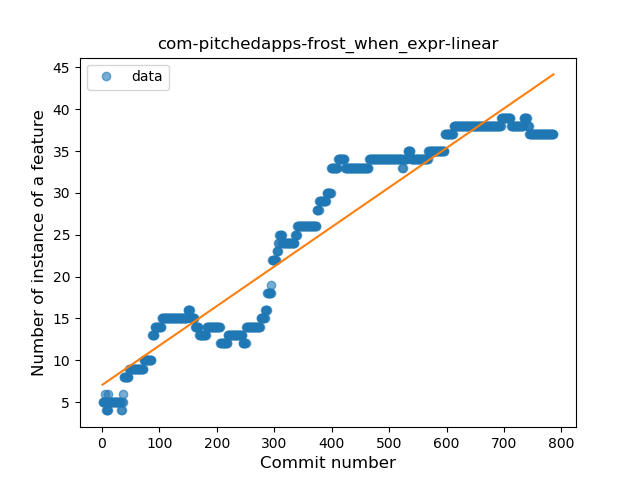 com-pitchedapps-frost_when_expr-linear
data
Number of instance of a feature
45
40
35
30
25
20
15
10
5
0 100 200 300 400 500 600 700 800
Commit number